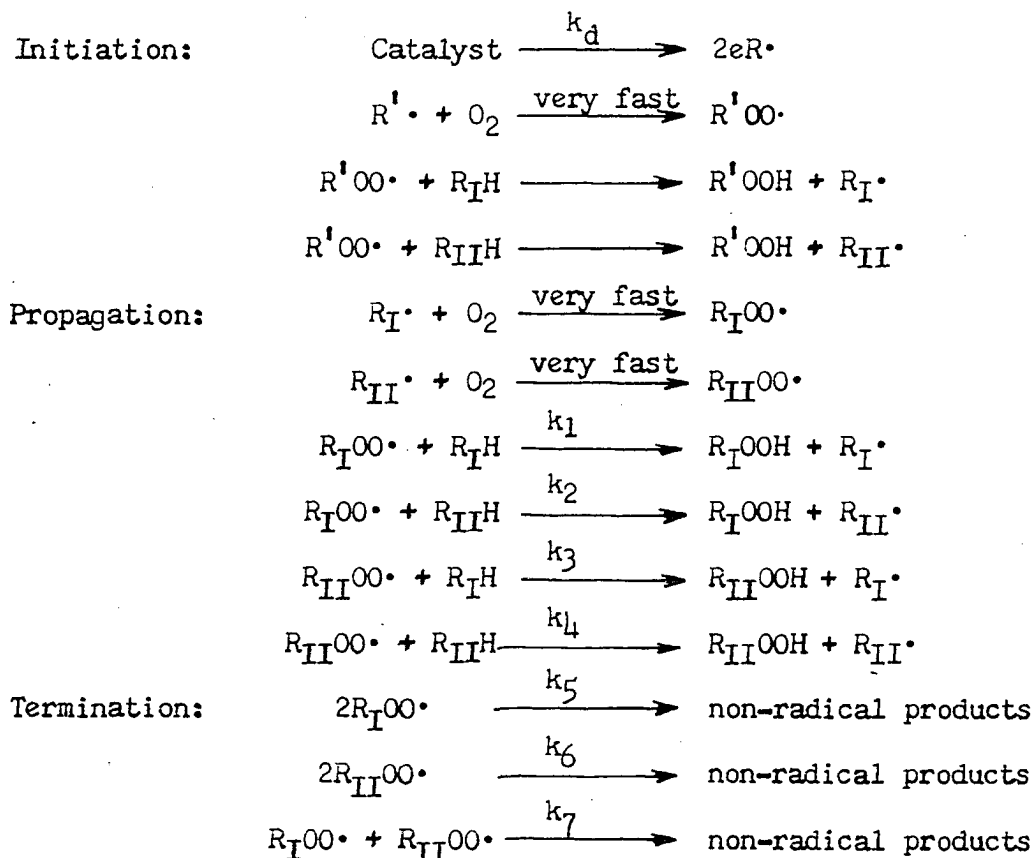 Initiation: Catalyst k_d 2eR•
R'• + O₂ very fast R'OO•
R'OO• + R_IH ⟶ R'OOH + R_I•
R'OO• + R_IIH ⟶ R'OOH + R_II•
Propagation: R_I• + O₂ very fast R_IOO•
R_II• + O₂ very fast R_IIOO•
R_IOO• + R_IH k₁ R_IOOH + R_I•
R_IOO• + R_IIH k₂ R_IOOH + R_II•
R_IIOO• + R_IH k₃ R_IIOOH + R_I•
R_IIOO• + R_IIH k₄ R_IIOOH + R_II•
Termination: 2R_IOO• k₅ non-radical products
2R_IIOO• k₆ non-radical products
R_IOO• + R_IIOO• k₇ non-radical products